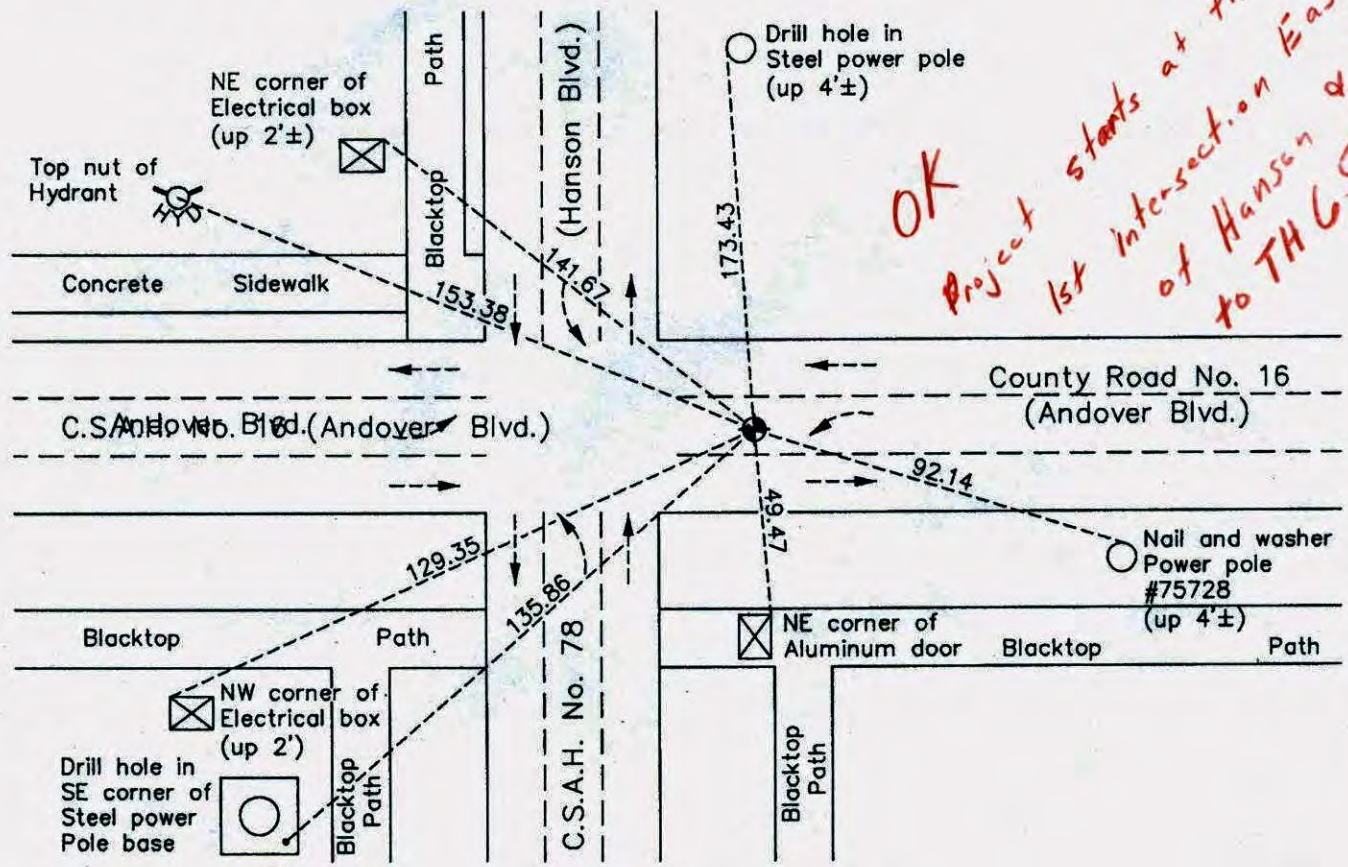 Drill hole in
Steel power pole
(up 4'±)
NE corner of
Electrical box
(up 2'±)
Path
Blacktop
(Hanson Blvd.)
Top nut of
Hydrant
HYD
Concrete Sidewalk
153.38
141.67
173.43
OK
Project starts at
1st intersection
of Hanson
to TH
County Road No. 16
(Andover Blvd.)
C.S.A.H. No. 16 (Andover Blvd.)
Andover Blvd.
92.14
49.47
129.35
135.86
Nail and washer
Power pole
#75728
(up 4'±)
Blacktop Path
NE corner of
Aluminum door
Blacktop Path
NW corner of
Electrical box
(up 2')
C.S.A.H. No. 78
Blacktop
Path
Drill hole in
SE corner of
Steel power
Pole base
Blacktop
Path